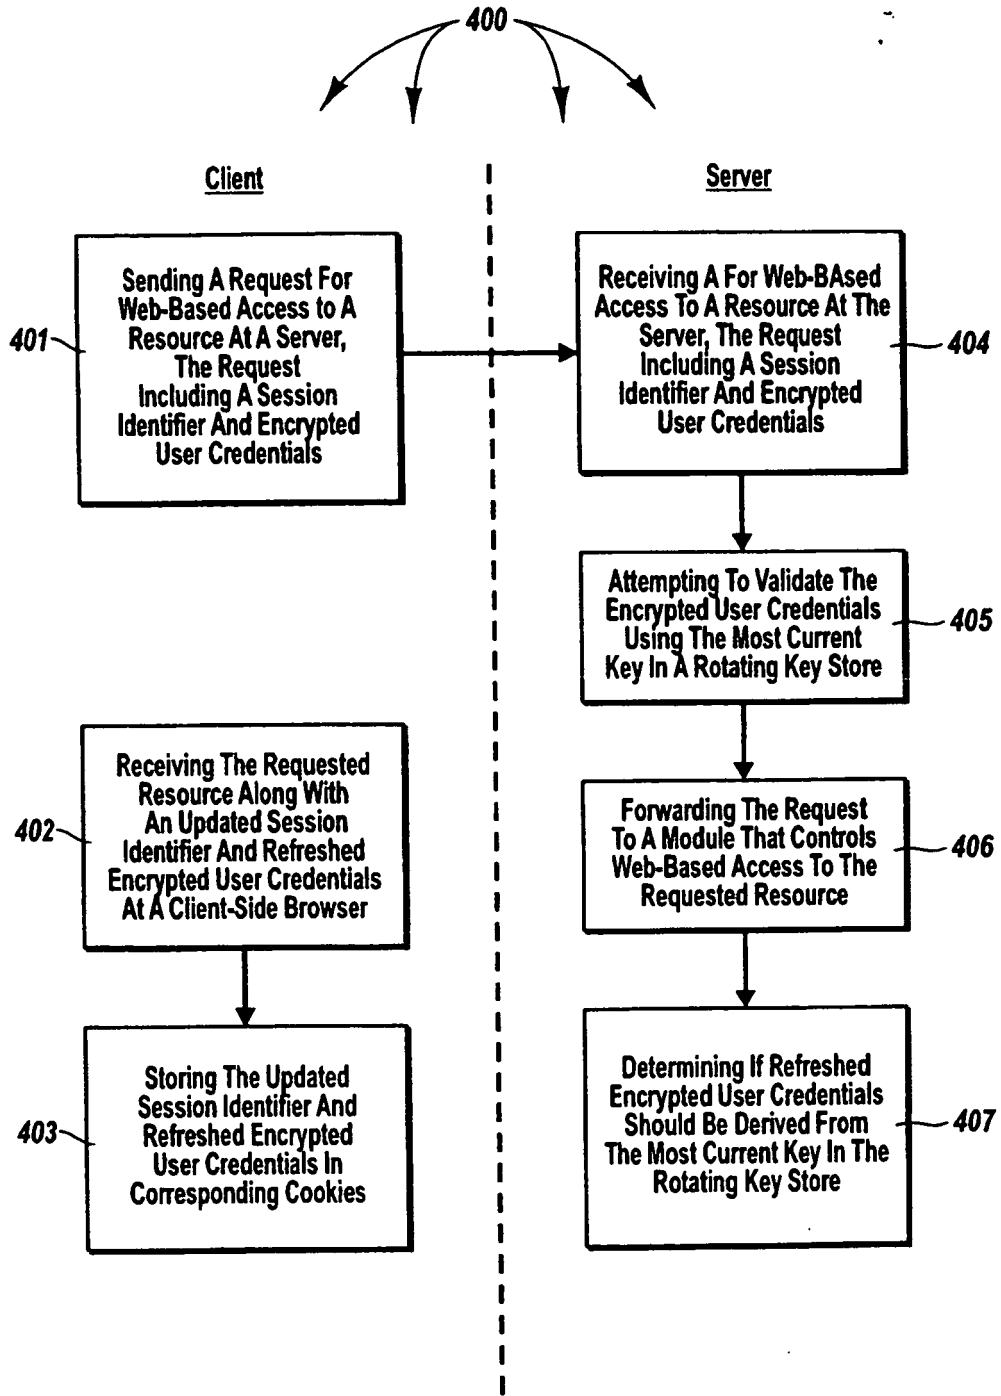 400
Client
Server
Sending A Request For
Web-Based Access to A
Resource At A Server,
The Request
Including A Session
Identifier And Encrypted
User Credentials
401
Receiving A For Web-BAsed
Access To A Resource At The
Server, The Request
Including A Session
Identifier And Encrypted
User Credentials
404
Attempting To Validate The
Encrypted User Credentials
Using The Most Current
Key In A Rotating Key Store
405
Receiving The Requested
Resource Along With
An Updated Session
Identifier And Refreshed
Encrypted User Credentials
At A Client-Side Browser
402
Forwarding The Request
To A Module That Controls
Web-Based Access To The
Requested Resource
406
Storing The Updated
Session Identifier And
Refreshed Encrypted
User Credentials In
Corresponding Cookies
403
Determining If Refreshed
Encrypted User Credentials
Should Be Derived From
The Most Current Key In The
Rotating Key Store
407